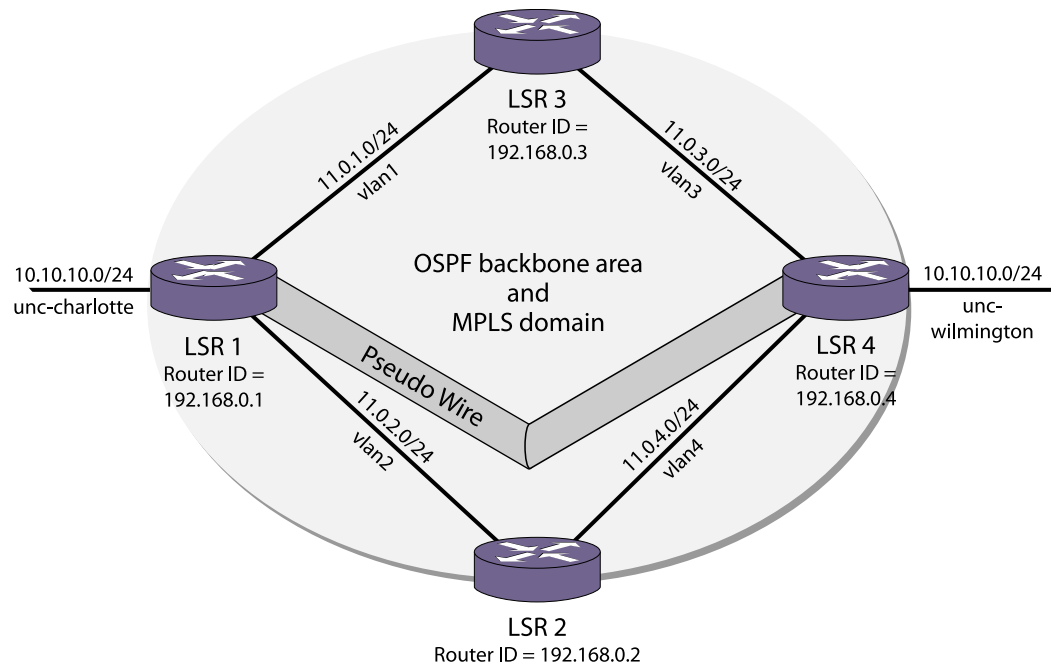 LSR 3
Router ID =
192.168.0.3
11.0.1.0/24
vlan1
11.0.3.0/24
vlan3
10.10.10.0/24
unc-charlotte
OSPF backbone area
and
MPLS domain
10.10.10.0/24
unc-
wilmington
LSR 1
Router ID =
192.168.0.1
LSR 4
Router ID =
192.168.0.4
Pseudo Wire
11.0.2.0/24
vlan2
11.0.4.0/24
vlan4
LSR 2
Router ID = 192.168.0.2